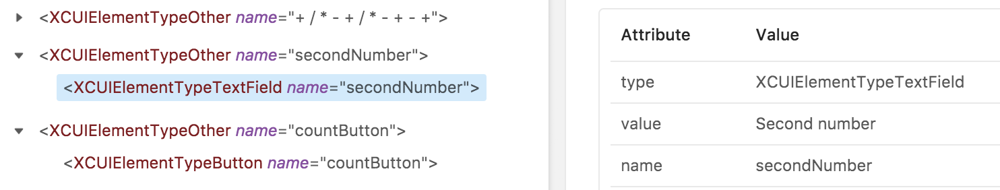 <XCUIElementTypeOther name="+ / * - + / * - + - +">
<XCUIElementTypeOther name="secondNumber">
<XCUIElementTypeTextField name="secondNumber">
<XCUIElementTypeOther name="countButton">
<XCUIElementTypeButton name="countButton">
Attribute Value
type XCUIElementTypeTextField
value Second number
name secondNumber